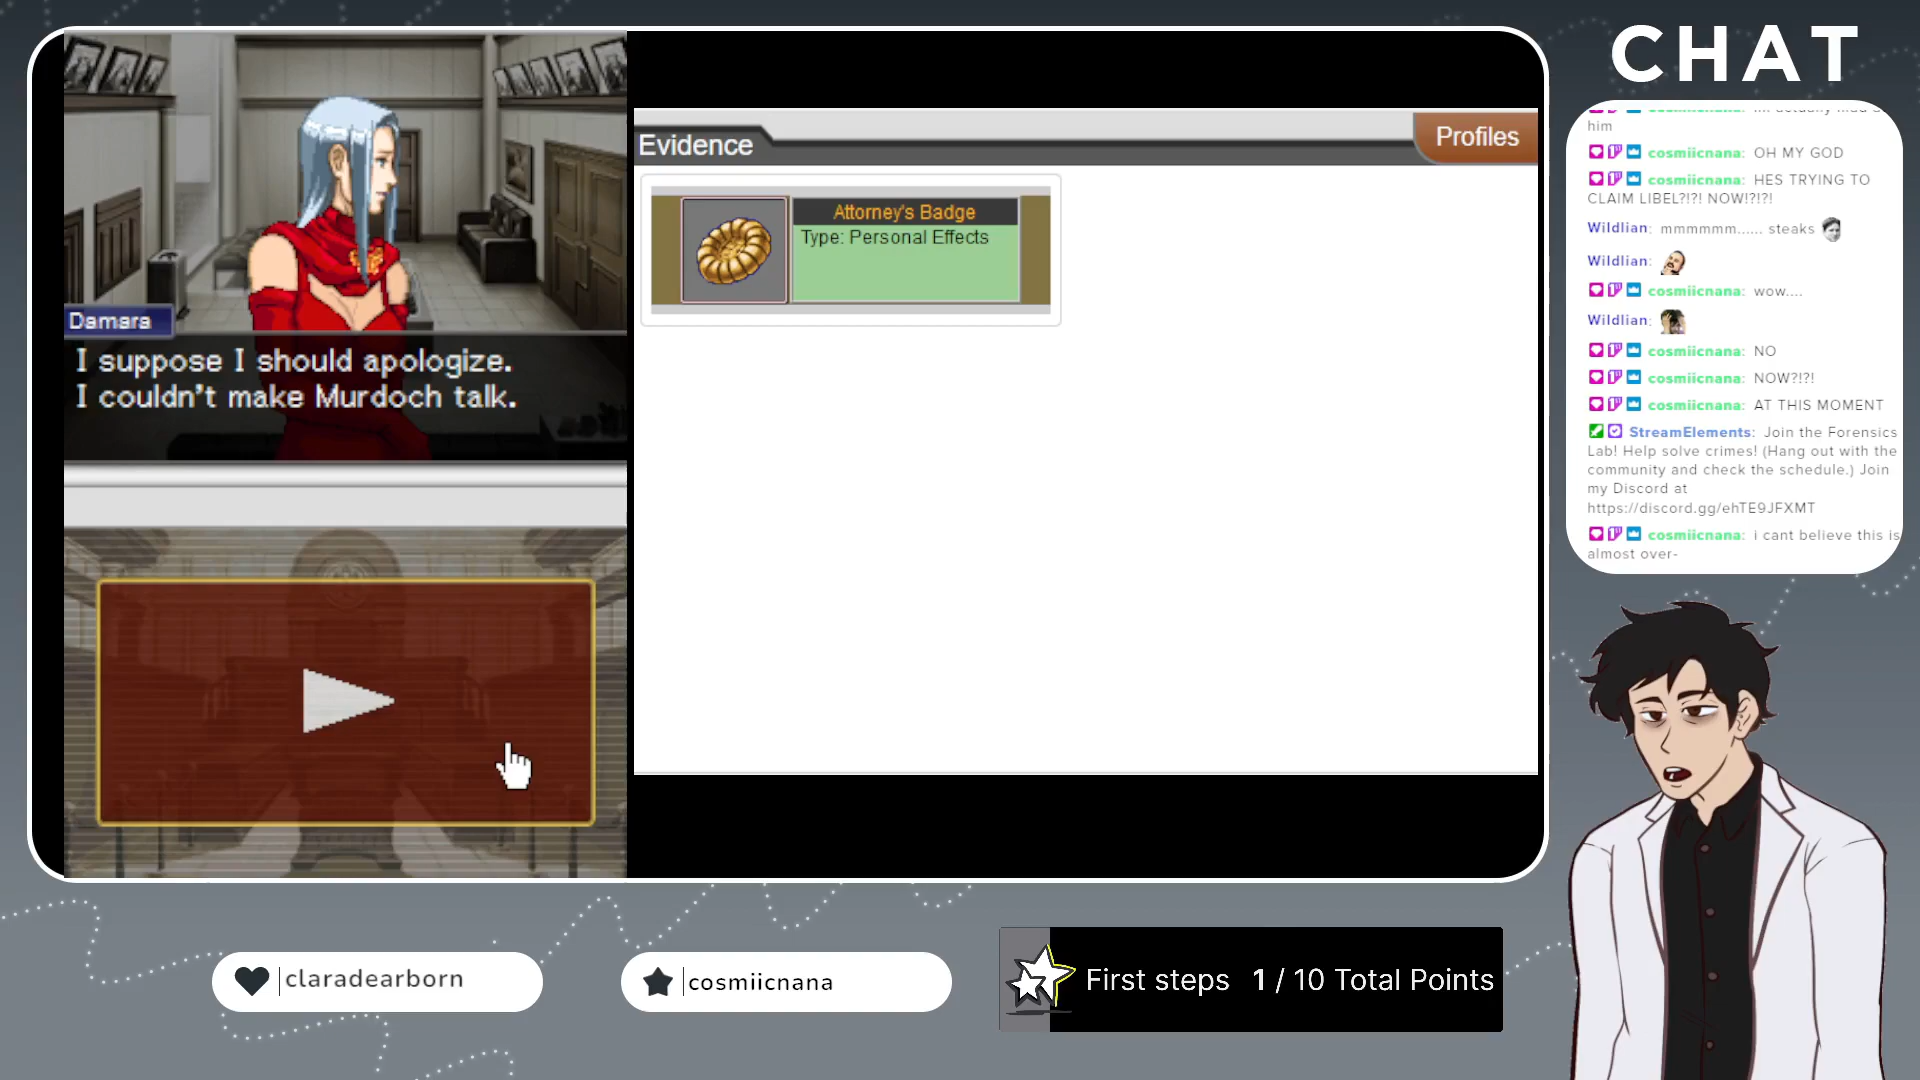 CHAT
him
cosmiicnana: OH MY GOD
cosmiicnana: HES TRYING TO
CLAIM LIBEL?!?! NOW!?!?!
Wildlian: mmmmmm...... steaks
Wildlian:
cosmiicnana: wow....
Wildlian:
cosmiicnana: NO
cosmiicnana: NOW?!?!
cosmiicnana: AT THIS MOMENT
StreamElements: Join the Forensics
Lab! Help solve crimes! (Hang out with the
community and check the schedule.) Join
my Discord at
https://discord.gg/ehTE9JFXMT
cosmiicnana: i cant believe this is
almost over-
Evidence
Profiles
Attorney's Badge
Type: Personal Effects
Damara
I suppose I should apologize.
I couldn't make Murdoch talk.
claradearborn
cosmiicnana
First steps 1 / 10 Total Points